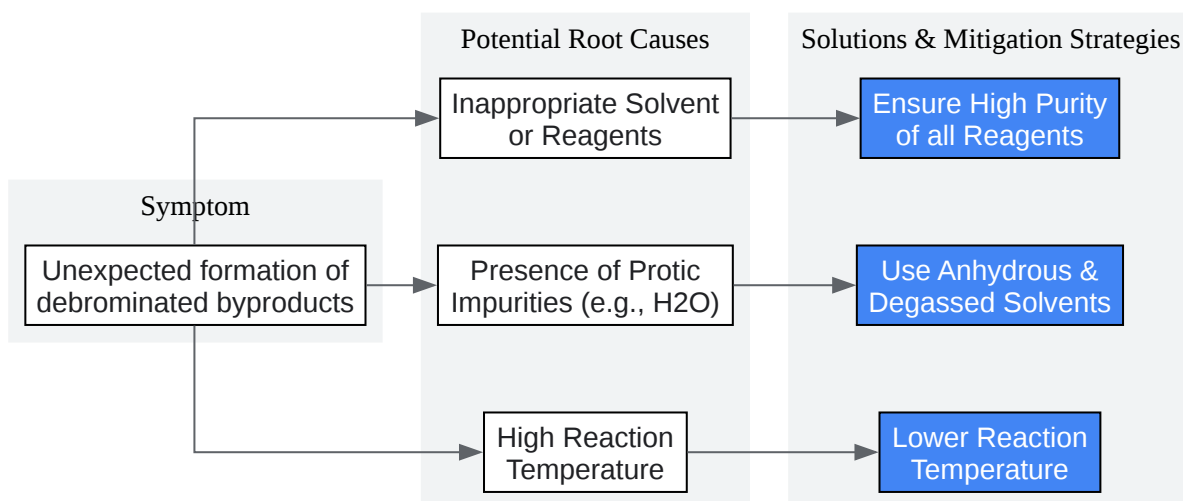 Potential Root Causes
Solutions & Mitigation Strategies
Inappropriate Solvent
or Reagents
Ensure High Purity
of all Reagents
Symptom
Unexpected formation of
debrominated byproducts
Presence of Protic
Impurities (e.g., H2O)
Use Anhydrous &
Degassed Solvents
High Reaction
Temperature
Lower Reaction
Temperature